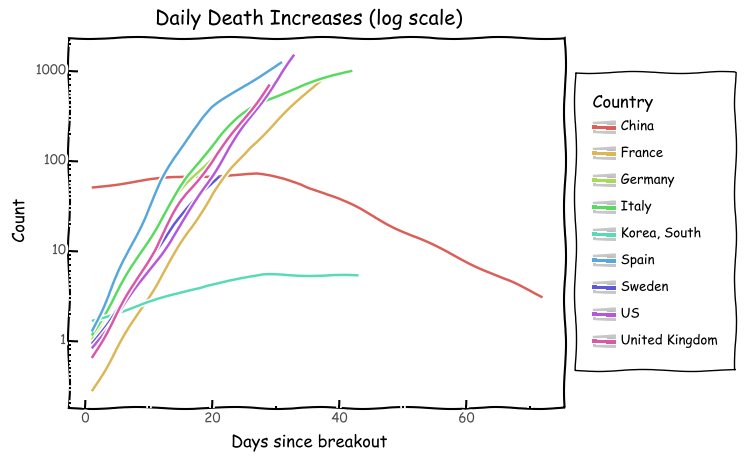 Daily Death Increases (log scale)
1000
100
10
1
Count
0 20 40 60
Days since breakout
Country
China
France
Germany
Italy
Korea, South
Spain
Sweden
US
United Kingdom